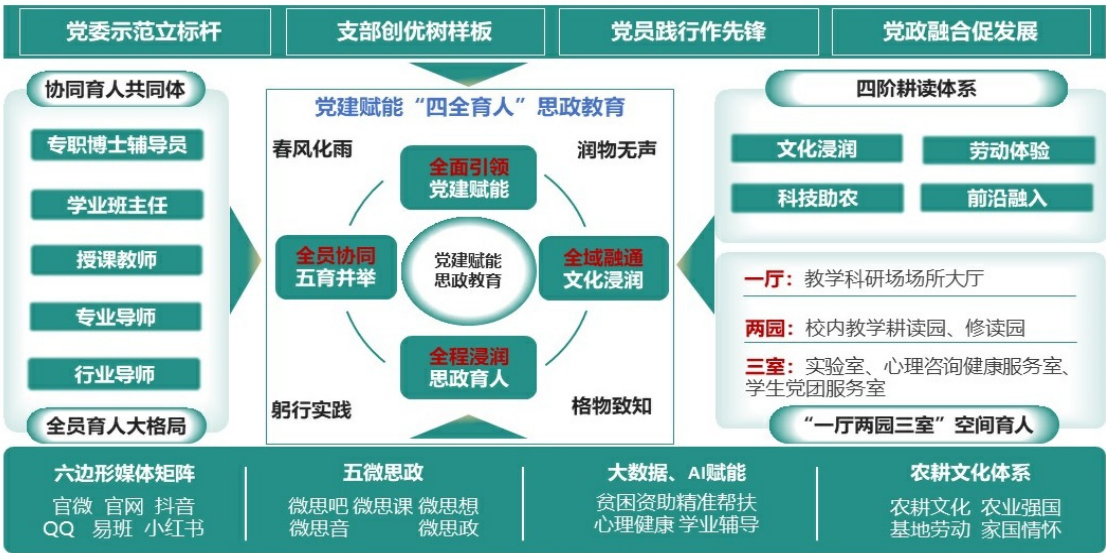 党委示范立标杆
支部创优树样板
党员践行作先锋
党政融合促发展
协同育人共同体
专职博士辅导员
学业班主任
授课教师
专业导师
行业导师
全员育人大格局
党建赋能“四全育人”思政教育
春风化雨
润物无声
全面引领
党建赋能
全员协同
五育并举
党建赋能
思政教育
全域融通
文化浸润
全程浸润
思政育人
躬行实践
格物致知
四阶耕读体系
文化浸润
劳动体验
科技助农
前沿融入
一厅：教学科研场场所大厅
两园：校内教学耕读园、修读园
三室：实验室、心理咨询健康服务室、
学生党团服务室
“一厅两园三室”空间育人
六边形媒体矩阵
官微 官网 抖音
QQ 易班 小红书
五微思政
微思吧 微思课 微思想
微思音 微思政
大数据、AI赋能
贫困资助精准帮扶
心理健康 学业辅导
农耕文化体系
农耕文化 农业强国
基地劳动 家国情怀